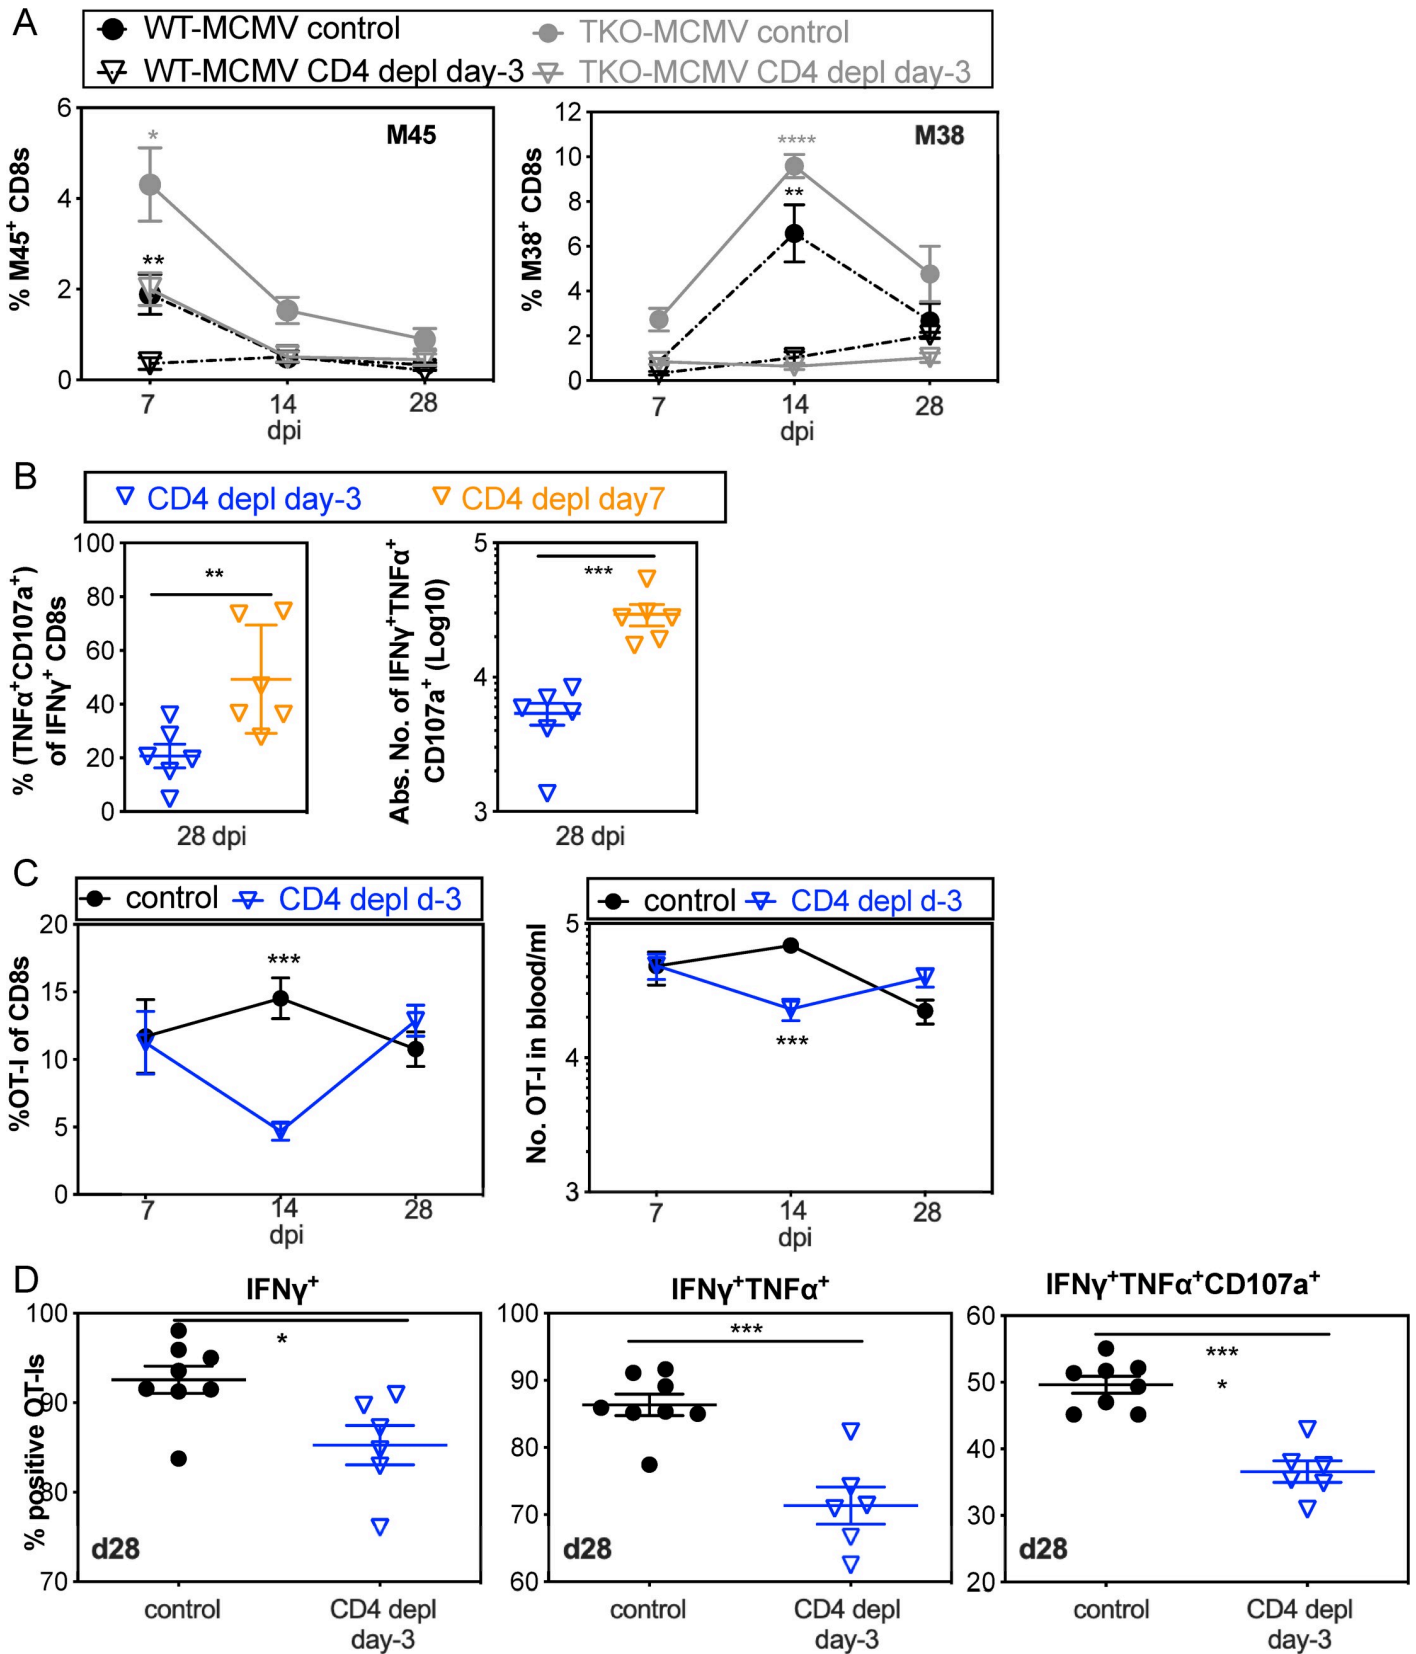 A
WT-MCMV control
TKO-MCMV control
WT-MCMV CD4 depl day-3
TKO-MCMV CD4 depl day-3
% M45+ CD8s
6
4
2
0
*
**
M45
7
14
28
dpi
% M38+ CD8s
12
10
8
6
4
2
0
****
**
M38
7
14
28
dpi
B
CD4 depl day-3
CD4 depl day7
% (TNFα+CD107a+)
of IFNγ+ CD8s
100
80
60
40
20
0
**
28 dpi
Abs. No. of IFNγ+TNFα+
CD107a+ (Log10)
5
4
3
***
28 dpi
C
control
CD4 depl d-3
%OT-I of CD8s
20
15
10
5
0
***
7
14
28
dpi
control
CD4 depl d-3
No. OT-I in blood/ml
5
4
3
***
7
14
28
dpi
D
% positive OT-Is
IFNγ+
100
90
80
70
*
d28
control
CD4 depl
day-3
IFNγ+TNFα+
100
90
80
70
60
***
d28
control
CD4 depl
day-3
IFNγ+TNFα+CD107a+
60
50
40
30
20
***
*
d28
control
CD4 depl
day-3